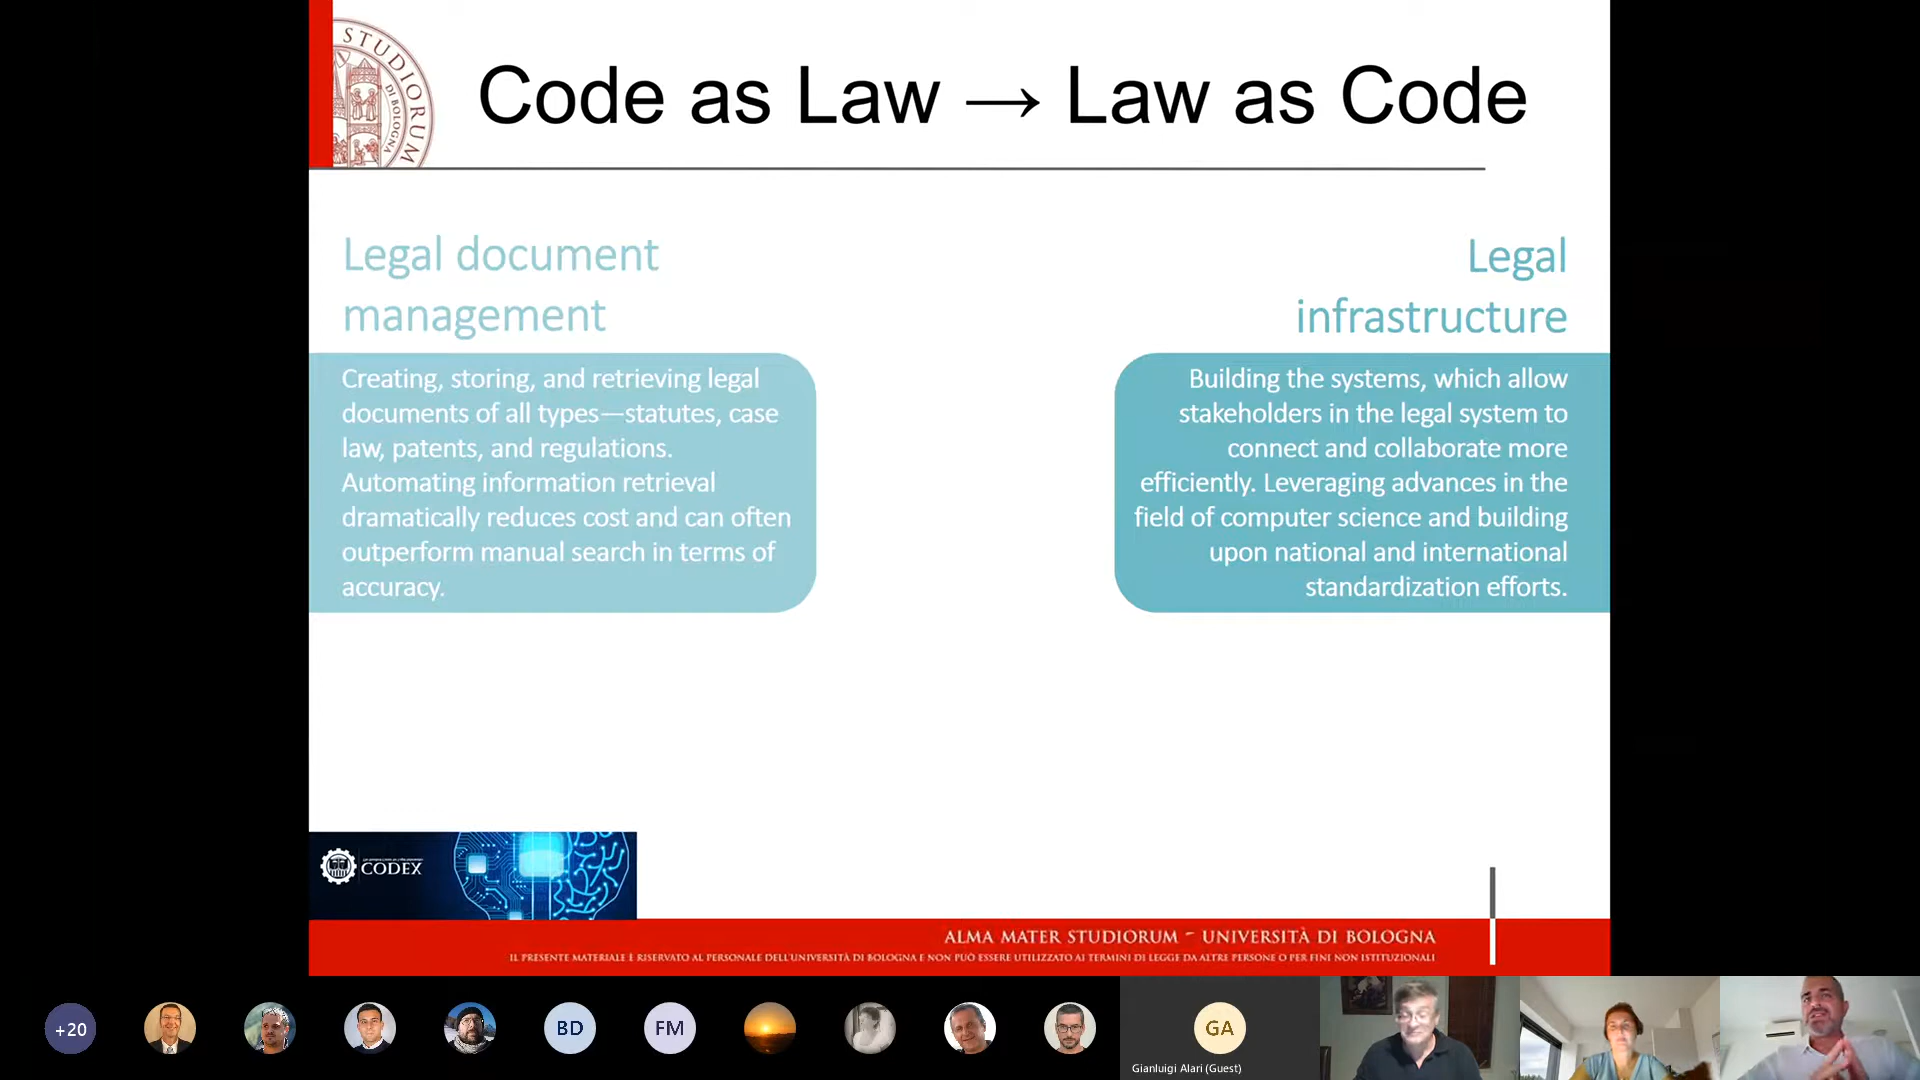 STUDIORUM
DI BOLOGNA
Code as Law → Law as Code
Legal document
management
Creating, storing, and retrieving legal
documents of all types—statutes, case
law, patents, and regulations.
Automating information retrieval
dramatically reduces cost and can often
outperform manual search in terms of
accuracy.
Legal
infrastructure
Building the systems, which allow
stakeholders in the legal system to
connect and collaborate more
efficiently. Leveraging advances in the
field of computer science and building
upon national and international
standardization efforts.
CODEX
ALMA MATER STUDIORUM - UNIVERSITÀ DI BOLOGNA
IL PRESENTE MATERIALE È RISERVATO AL PERSONALE DELL'UNIVERSITÀ DI BOLOGNA E NON PUÒ ESSERE UTILIZZATO AI TERMINI DI LEGGE DA ALTRE PERSONE O PER FINI NON ISTITUZIONALI
+20
BD
FM
GA
Gianluigi Alari (Guest)